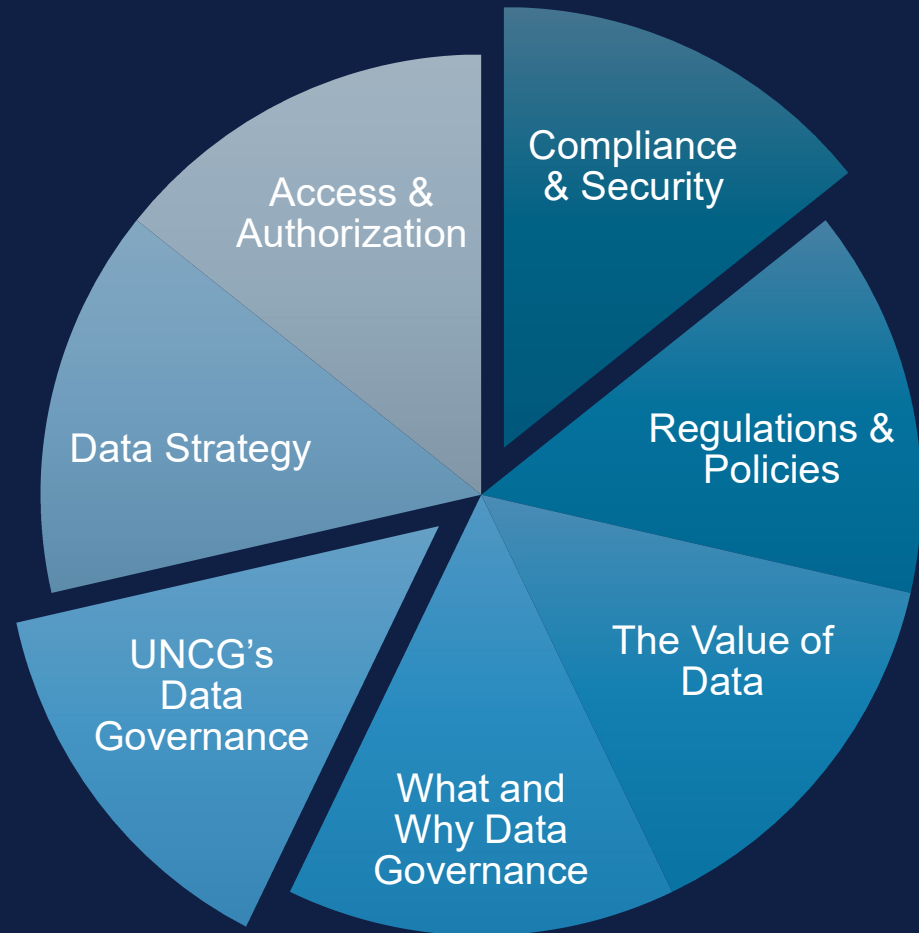 Compliance
& Security
Regulations &
Policies
The Value of
Data
What and
Why Data
Governance
UNCG’s
Data
Governance
Data Strategy
Access &
Authorization